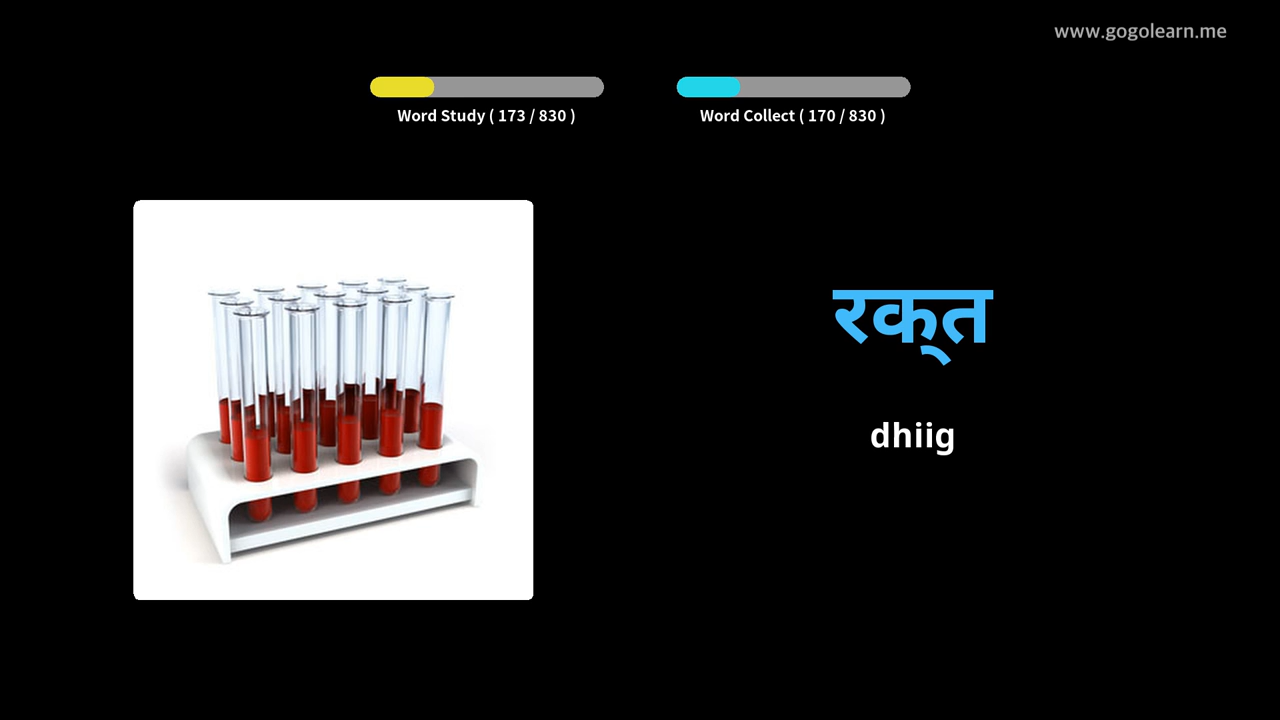 www.gogolearn.me
Word Study ( 173 / 830 )
Word Collect ( 170 / 830 )
रक्त
dhiig